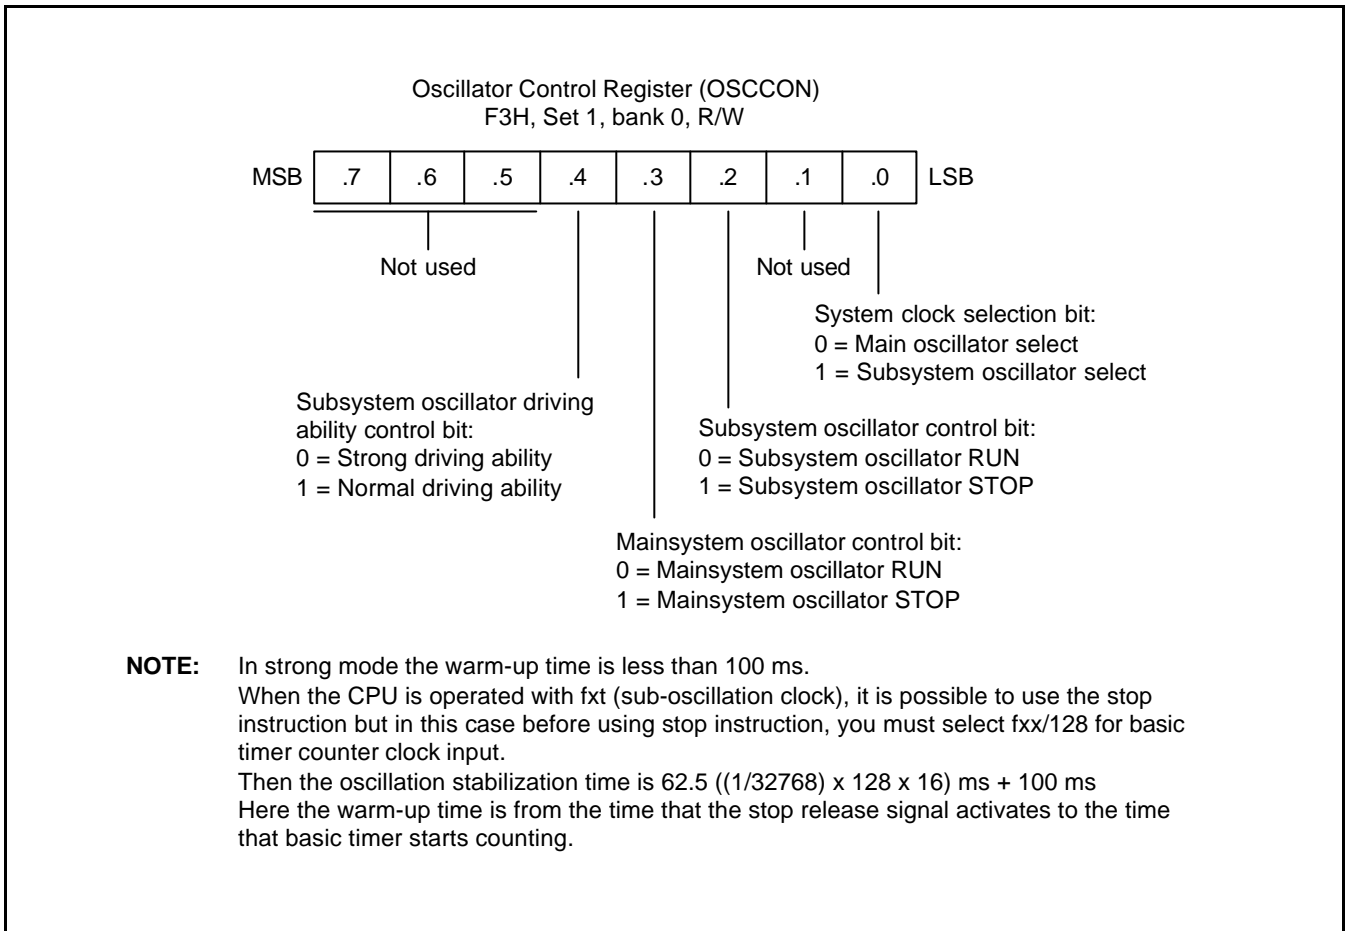 Oscillator Control Register (OSCCON)
F3H, Set 1, bank 0, R/W
MSB .7 .6 .5 .4 .3 .2 .1 .0 LSB
Not used
Not used
System clock selection bit:
0 = Main oscillator select
1 = Subsystem oscillator select
Subsystem oscillator driving
ability control bit:
0 = Strong driving ability
1 = Normal driving ability
Subsystem oscillator control bit:
0 = Subsystem oscillator RUN
1 = Subsystem oscillator STOP
Mainsystem oscillator control bit:
0 = Mainsystem oscillator RUN
1 = Mainsystem oscillator STOP
NOTE: In strong mode the warm-up time is less than 100 ms.
When the CPU is operated with fxt (sub-oscillation clock), it is possible to use the stop
instruction but in this case before using stop instruction, you must select fxx/128 for basic
timer counter clock input.
Then the oscillation stabilization time is 62.5 ((1/32768) x 128 x 16) ms + 100 ms
Here the warm-up time is from the time that the stop release signal activates to the time
that basic timer starts counting.